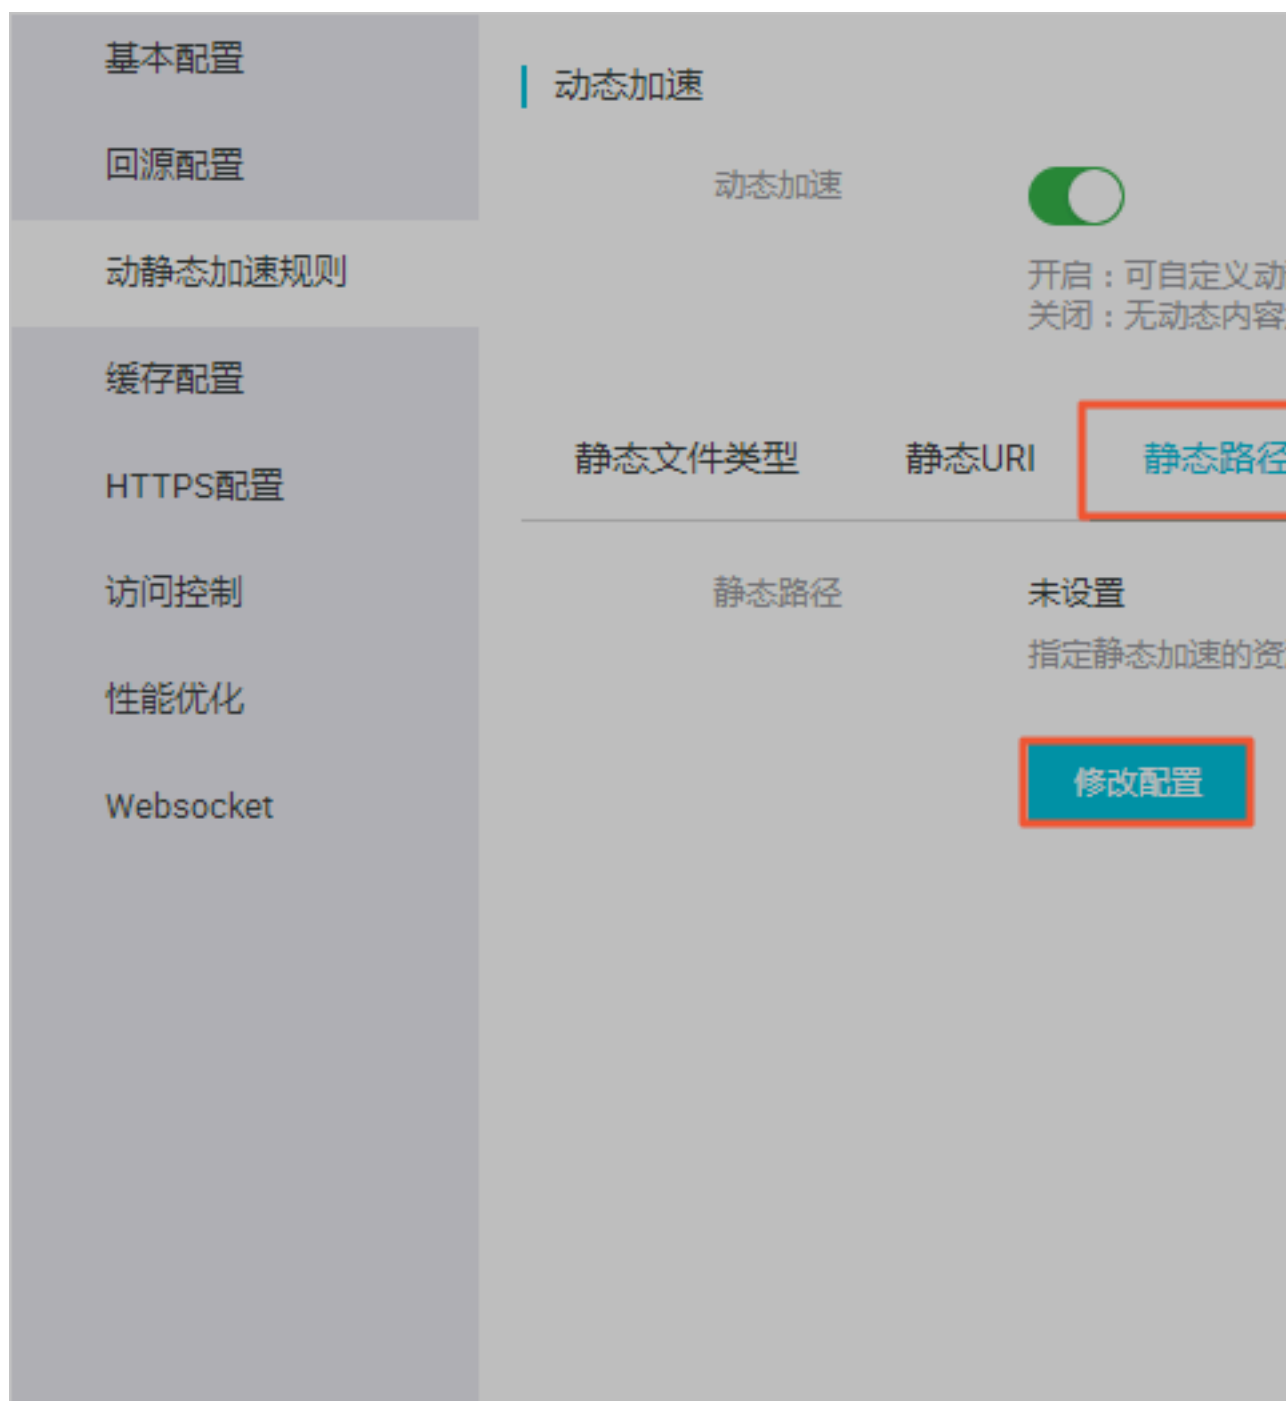 基本配置
回源配置
动静态加速规则
缓存配置
HTTPS配置
访问控制
性能优化
Websocket
动态加速
动态加速
开启：可自定义动
关闭：无动态内容
静态文件类型
静态URI
静态路径
静态路径
未设置
指定静态加速的资
修改配置